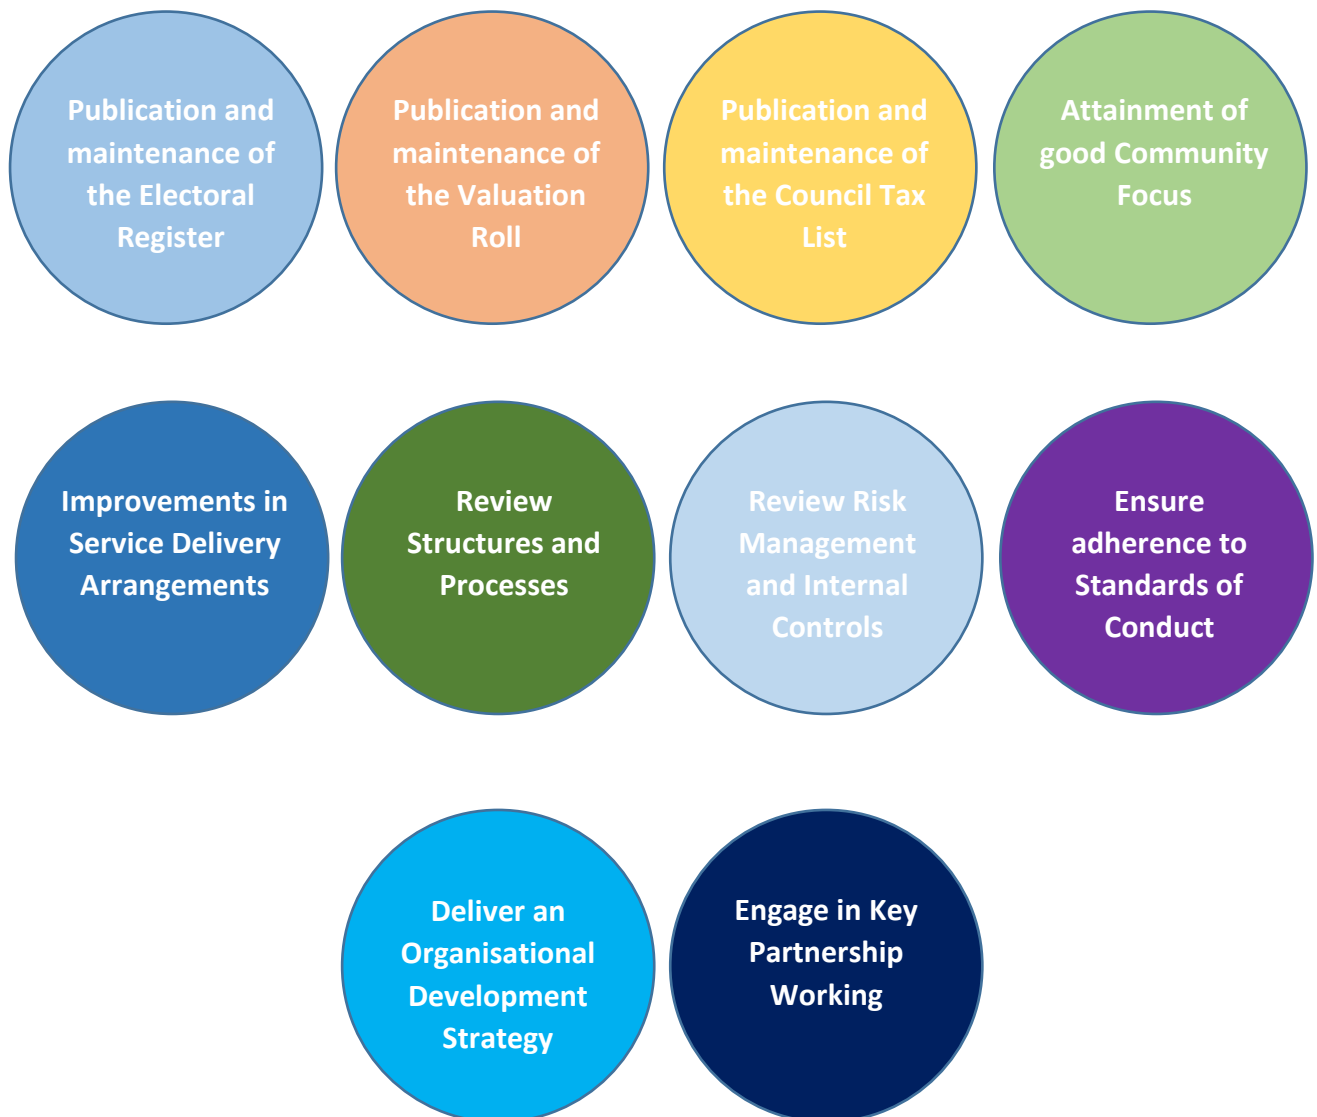 Publication and
maintenance of
the Electoral
Register
Publication and
maintenance of
the Valuation
Roll
Publication and
maintenance of
the Council Tax
List
Attainment of
good Community
Focus
Improvements in
Service Delivery
Arrangements
Review
Structures and
Processes
Review Risk
Management
and Internal
Controls
Ensure
adherence to
Standards of
Conduct
Deliver an
Organisational
Development
Strategy
Engage in Key
Partnership
Working